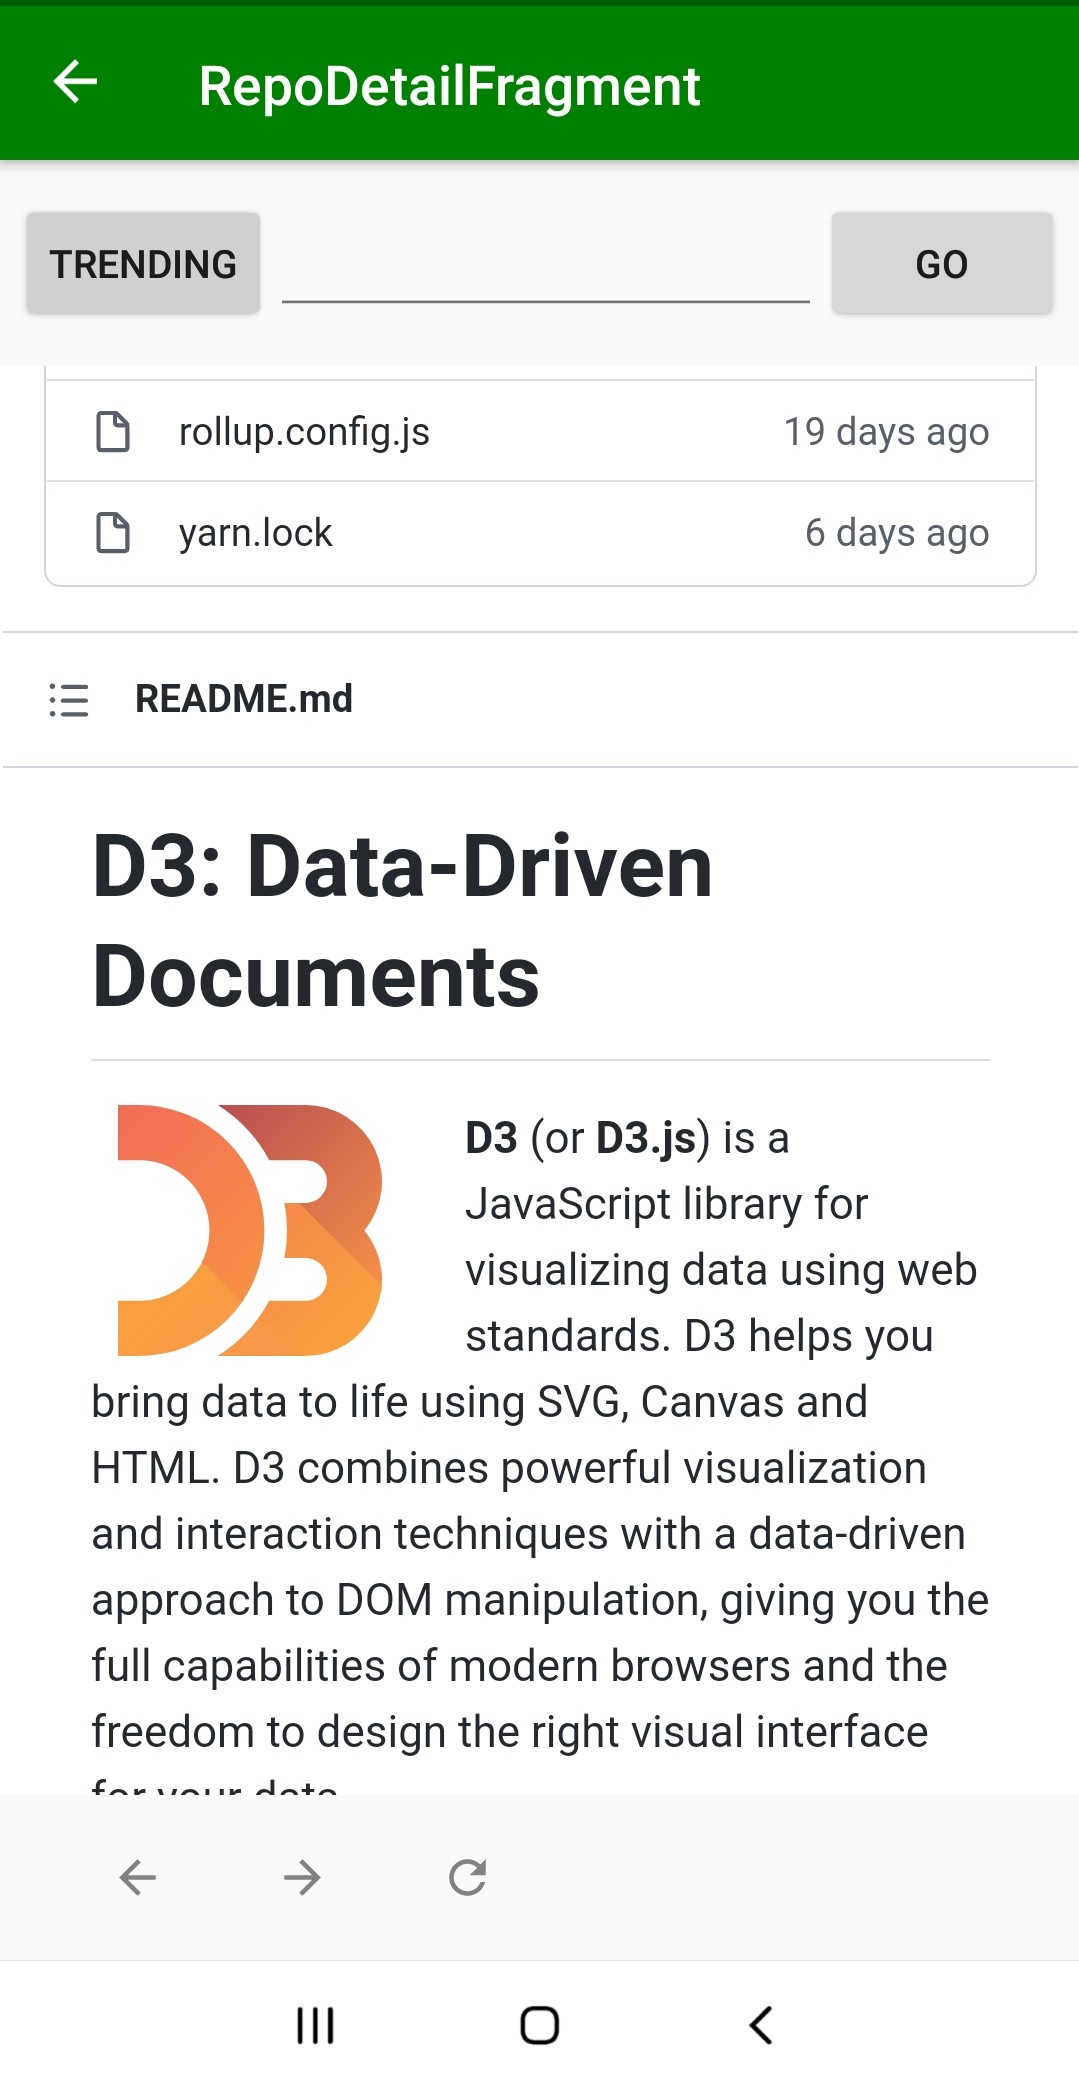 RepoDetailFragment
TRENDING
GO
rollup.config.js 19 days ago
yarn.lock 6 days ago
README.md
D3: Data-Driven
Documents
D3 (or D3.js) is a
JavaScript library for
visualizing data using web
standards. D3 helps you
bring data to life using SVG, Canvas and
HTML. D3 combines powerful visualization
and interaction techniques with a data-driven
approach to DOM manipulation, giving you the
full capabilities of modern browsers and the
freedom to design the right visual interface
for your data